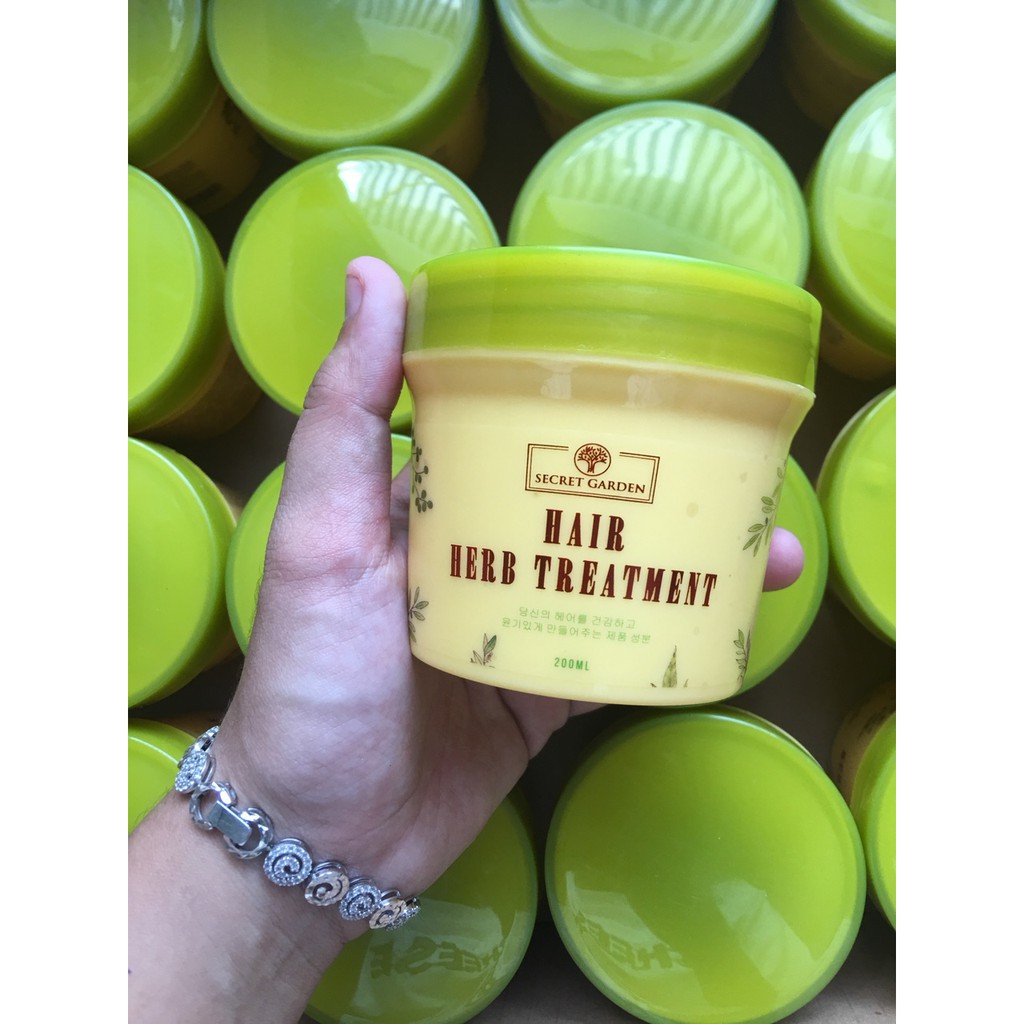 SECRET GARDEN
HAIR
HERB TREATMENT
당신의 헤어를 건강하고
윤기있게 만들어주는 제품 성분
200ML